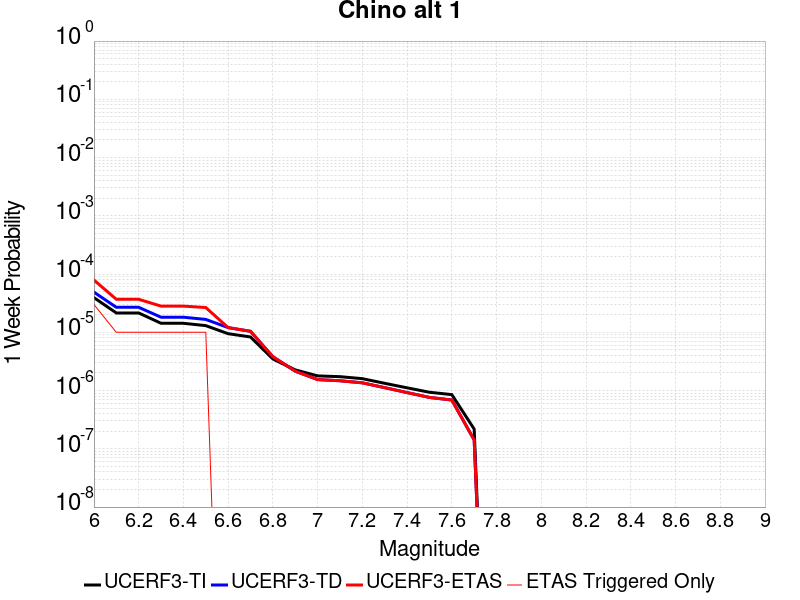 Chino alt 1
10^0
10^-1
10^-2
10^-3
10^-4
10^-5
10^-6
10^-7
10^-8
1 Week Probability
6 6.2 6.4 6.6 6.8 7 7.2 7.4 7.6 7.8 8 8.2 8.4 8.6 8.8 9
Magnitude
UCERF3-TI UCERF3-TD UCERF3-ETAS ETAS Triggered Only